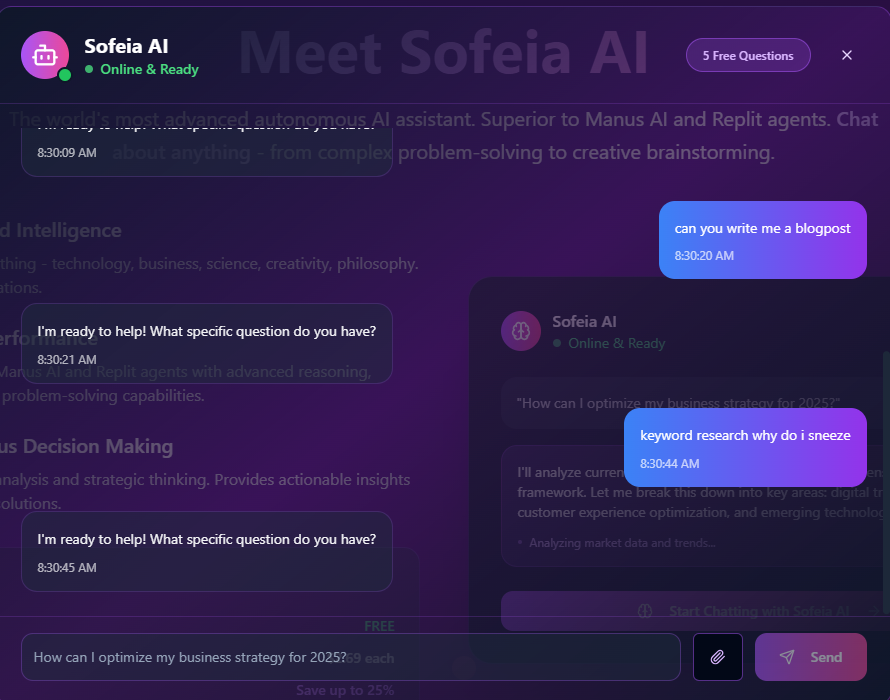 Meet Sofeia AI
Sofeia AI
Online & Ready
5 Free Questions
The world's most advanced autonomous AI assistant. Superior to Manus AI and Replit agents. Chat
I'm ready to help! What specific question do you have?
8:30:09 AM
about anything - from complex problem-solving to creative brainstorming.
can you write me a blogpost
8:30:20 AM
d Intelligence
thing - technology, business, science, creativity, philosophy.
ations.
I'm ready to help! What specific question do you have?
8:30:21 AM
erformance
Manus AI and Replit agents with advanced reasoning,
problem-solving capabilities.
Sofeia AI
Online & Ready
"How can I optimize my business strategy for 2025?"
keyword research why do i sneeze
8:30:44 AM
us Decision Making
analysis and strategic thinking. Provides actionable insights
olutions.
I'll analyze curren
framework. Let me break this down into key areas: digital tr
customer experience optimization, and emerging technolog
Analyzing market data and trends...
I'm ready to help! What specific question do you have?
8:30:45 AM
Start Chatting with Sofeia AI
FREE
How can I optimize my business strategy for 2025?
69 each
Send
Save up to 25%